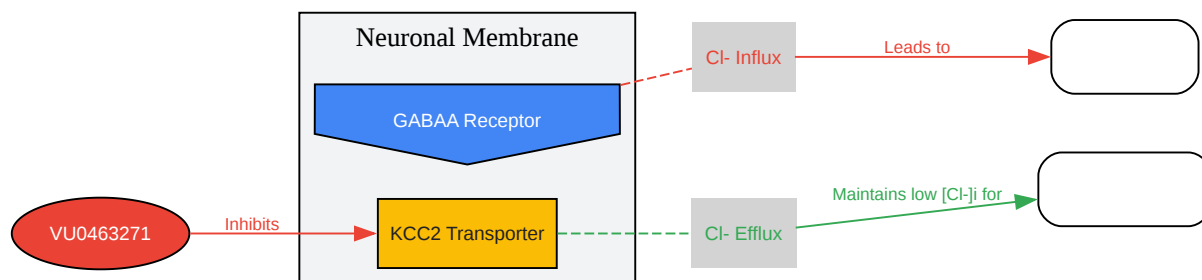 Neuronal Membrane
Cl- Influx
Leads to
GABAA Receptor
VU0463271
Inhibits
KCC2 Transporter
Cl- Efflux
Maintains low [Cl-]i for